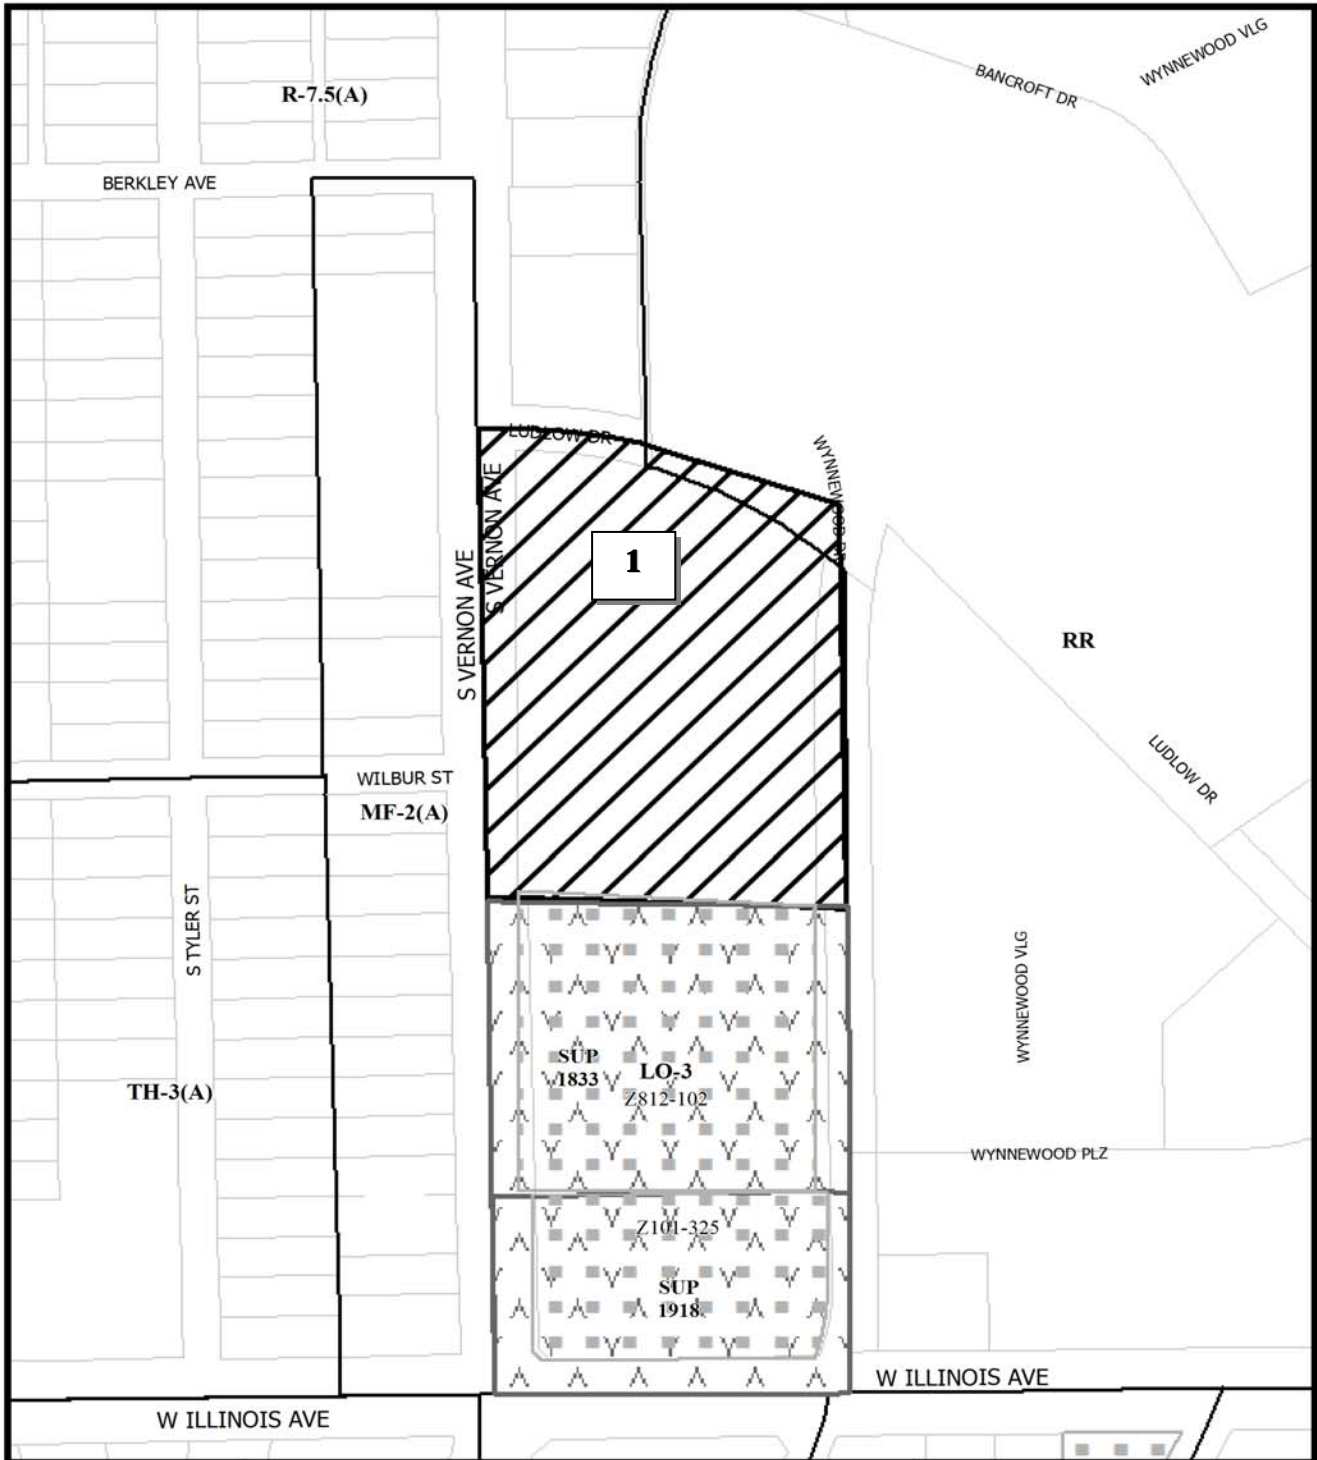 WYNNEWOOD VLG
BANCROFT DR
R-7.5(A)
BERKLEY AVE
LUDLOW DR
WYNNEWOOD DR
S VERNON AVE
S VERNON AVE
1
RR
LUDLOW DR
WILBUR ST
MF-2(A)
S TYLER ST
WYNNEWOOD VLG
SUP
1833
LO-3
Z812-102
TH-3(A)
WYNNEWOOD PLZ
Z101-325
SUP
1918
W ILLINOIS AVE
W ILLINOIS AVE